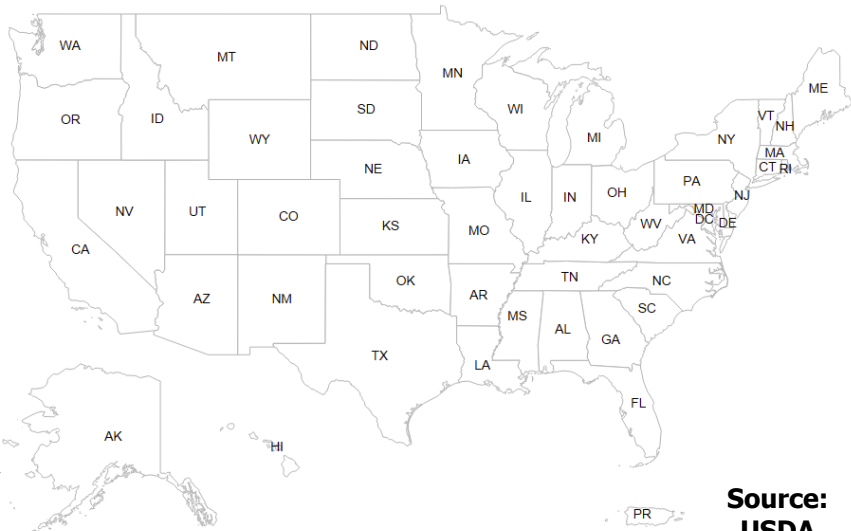 WA
MT
ND
MN
ME
OR
ID
SD
WI
VT
NH
WY
MI
NY
MA
NE
IA
CT
RI
PA
NJ
NV
UT
CO
IL
IN
OH
MD
DC
DE
KS
MO
WV
VA
CA
KY
AZ
NM
OK
AR
TN
NC
SC
MS
AL
GA
TX
LA
FL
AK
HI
PR
Source:
USDA